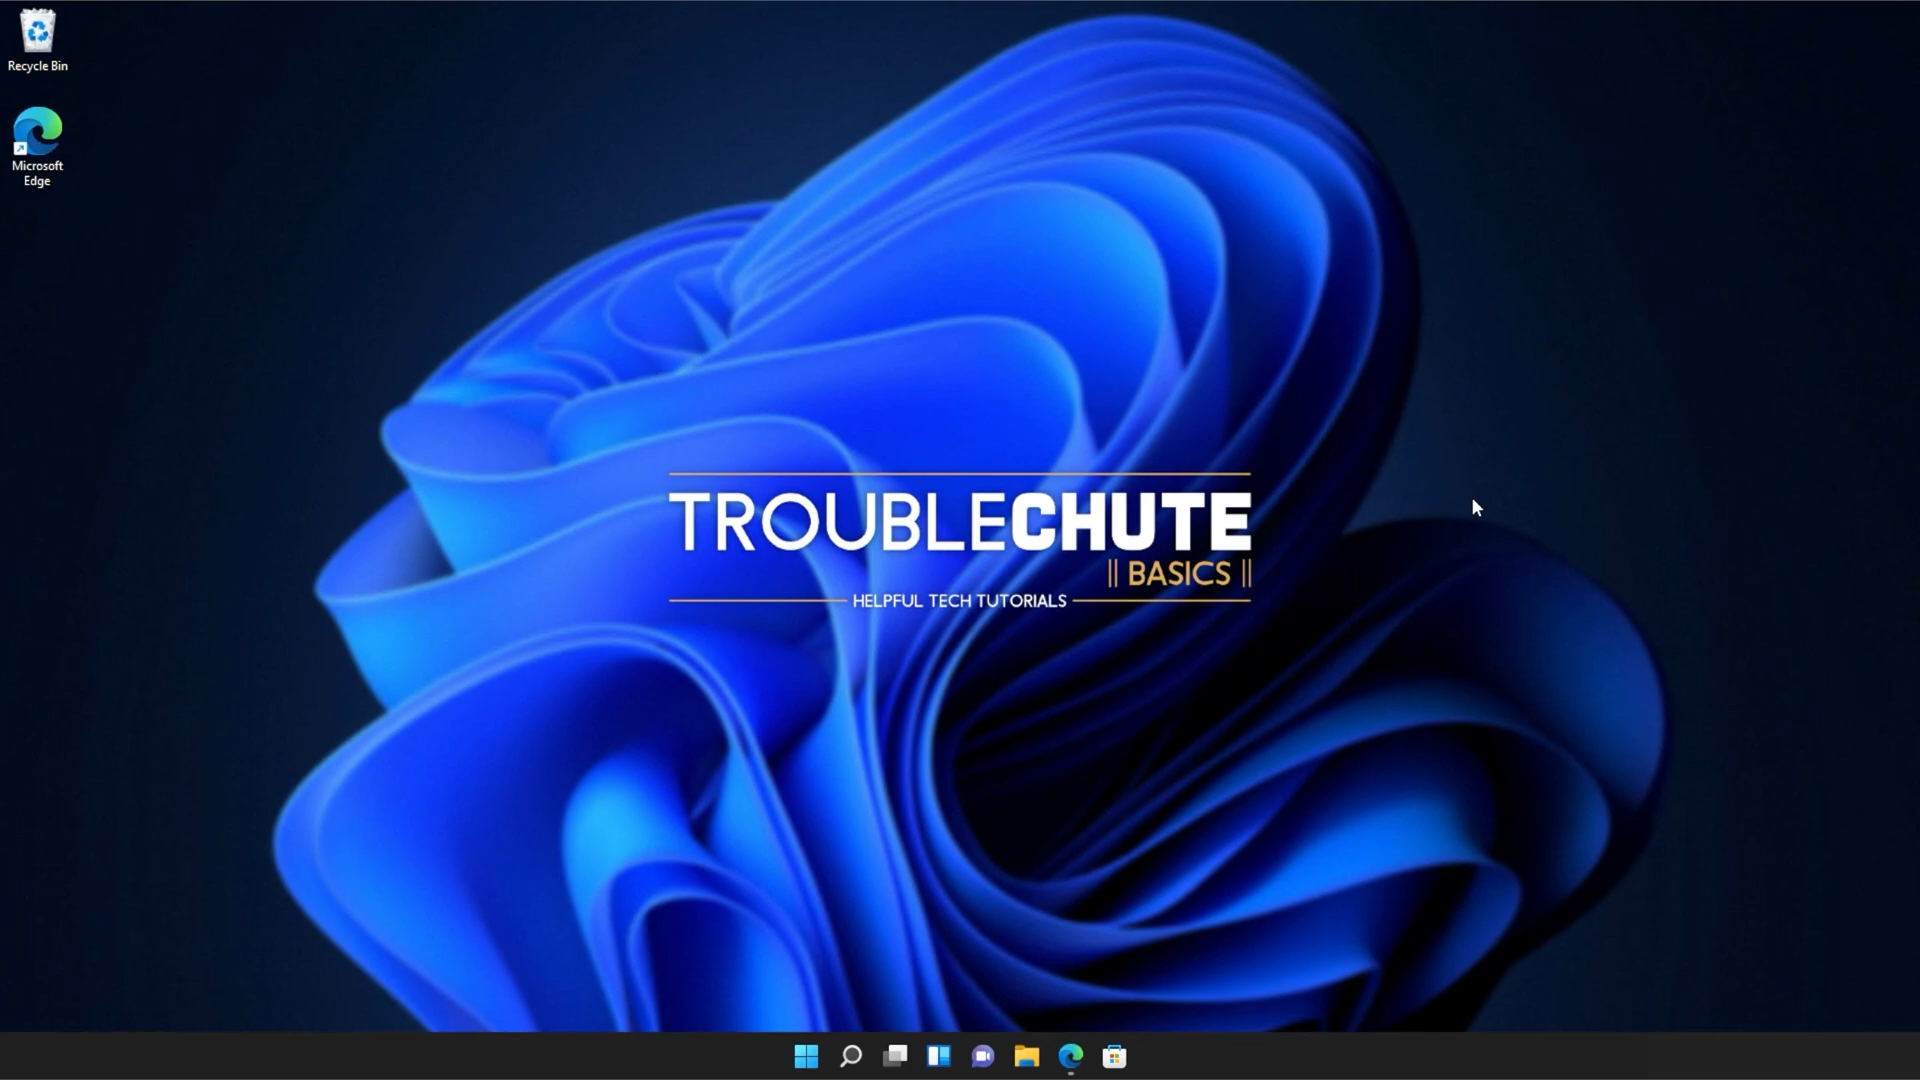 Recycle Bin
Microsoft
Edge
TROUBLECHUTE
|| BASICS ||
HELPFUL TECH TUTORIALS